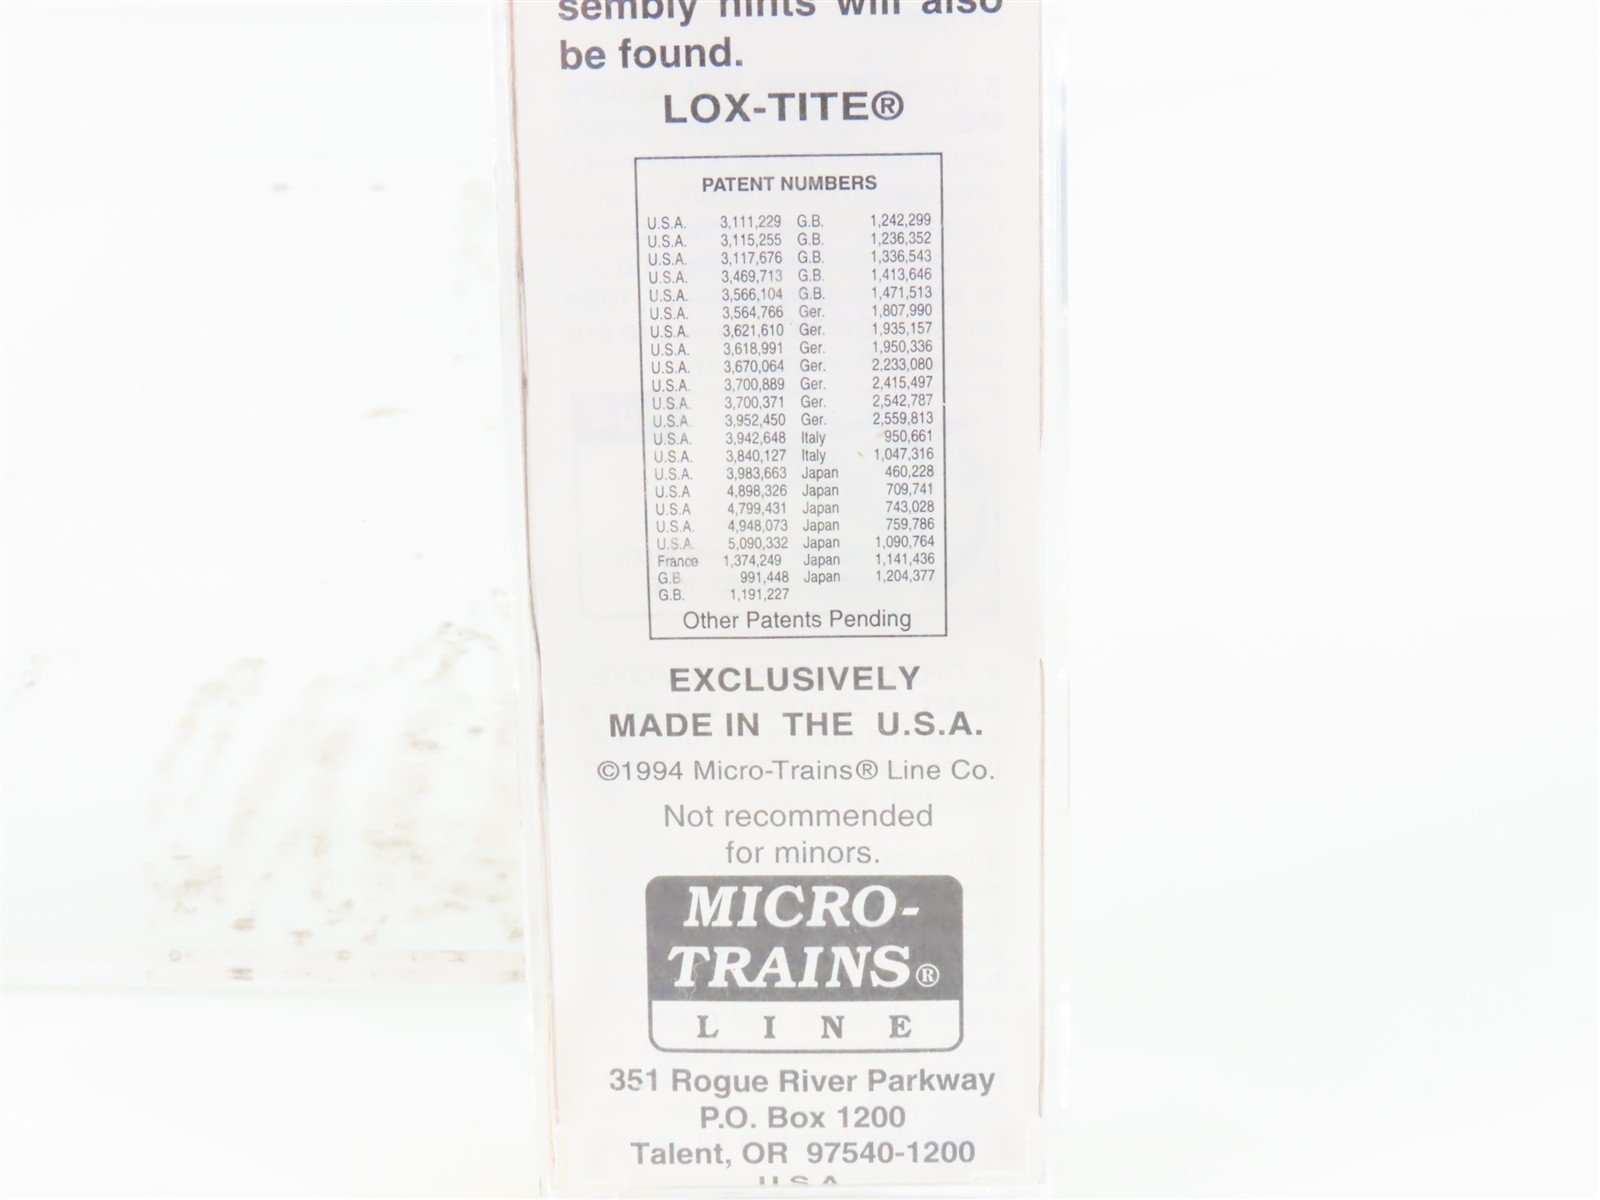 sembly hints will also
be found.
LOX-TITE®
PATENT NUMBERS
U.S.A. 3,111,229 G.B. 1,242,299
U.S.A. 3,115,255 G.B. 1,236,352
U.S.A. 3,117,676 G.B. 1,336,543
U.S.A. 3,469,713 G.B. 1,413,646
U.S.A. 3,566,104 G.B. 1,471,513
U.S.A. 3,564,766 Ger. 1,807,990
U.S.A. 3,621,610 Ger. 1,935,157
U.S.A. 3,618,991 Ger. 1,950,336
U.S.A. 3,670,064 Ger. 2,233,080
U.S.A. 3,700,889 Ger. 2,415,497
U.S.A. 3,700,371 Ger. 2,542,787
U.S.A. 3,952,450 Ger. 2,559,813
U.S.A. 3,942,648 Italy 950,661
U.S.A. 3,840,127 Italy 1,047,316
U.S.A. 3,983,663 Japan 460,228
U.S.A 4,898,326 Japan 709,741
U.S.A 4,799,431 Japan 743,028
U.S.A. 4,948,073 Japan 759,786
U.S.A. 5,090,332 Japan 1,090,764
France 1,374,249 Japan 1,141,436
G.B. 991,448 Japan 1,204,377
G.B. 1,191,227
Other Patents Pending
EXCLUSIVELY
MADE IN THE U.S.A.
©1994 Micro-Trains® Line Co.
Not recommended
for minors.
MICRO-
TRAINS®
LINE
351 Rogue River Parkway
P.O. Box 1200
Talent, OR 97540-1200
U.S.A.